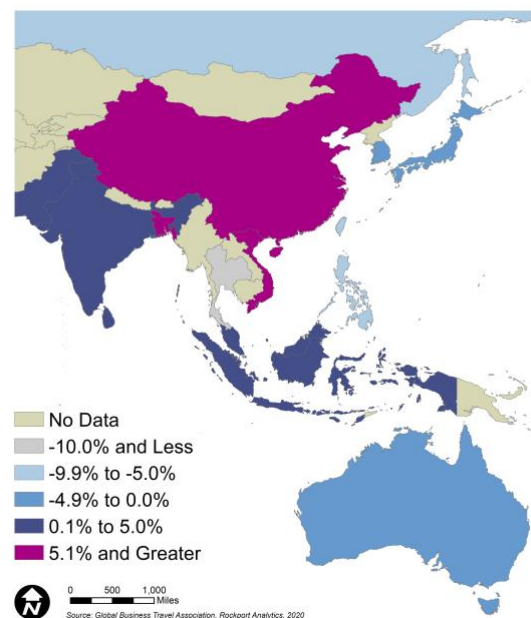 No Data
-10.0% and Less
-9.9% to -5.0%
-4.9% to 0.0%
0.1% to 5.0%
5.1% and Greater
N
0 500 1,000
Miles
Source: Global Business Travel Association, Rockport Analytics, 2020